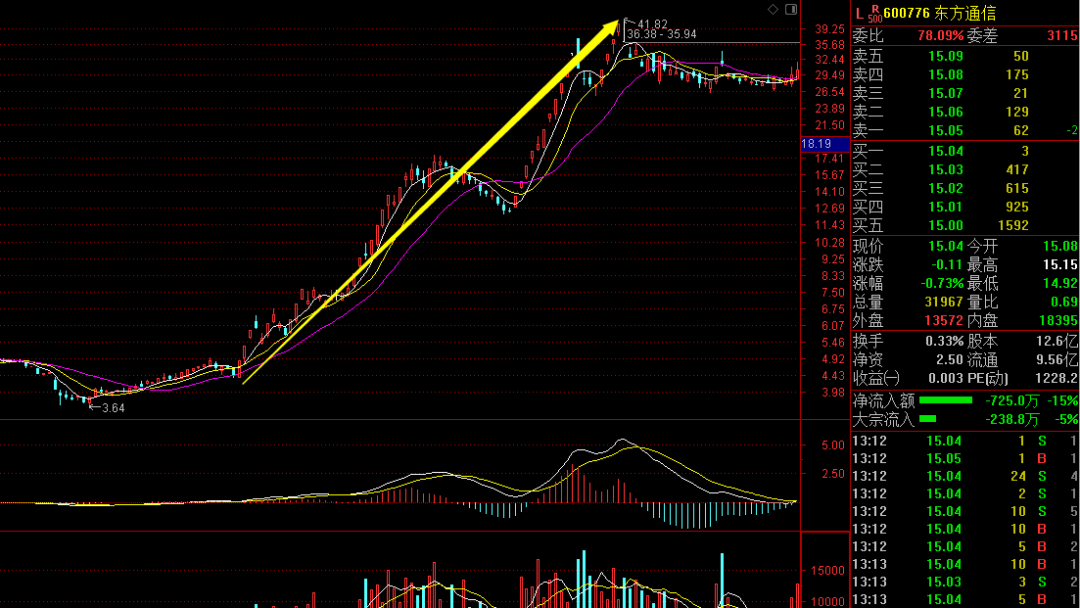 41.82
36.38 - 35.94
3.64
39.25
35.68
32.44
29.49
26.54
23.89
21.50
18.19
17.41
15.67
14.10
12.69
11.43
10.28
9.25
8.33
7.50
6.75
6.07
5.46
4.92
4.43
3.98
5.00
2.50
15000
10000
L R 500 600776 东方通信
委比 78.09% 委差 3115
卖五 15.09 50
卖四 15.08 175
卖三 15.07 21
卖二 15.06 129
卖一 15.05 62 -2
买一 15.04 3
买二 15.03 417
买三 15.02 615
买四 15.01 925
买五 15.00 1592
现价 15.04 今开 15.08
涨跌 -0.11 最高 15.15
涨幅 -0.73% 最低 14.92
总量 31967 量比 0.69
外盘 13572 内盘 18395
换手 0.33% 股本 12.6亿
净资 2.50 流通 9.56亿
收益(一) 0.003 PE(动) 1228.2
净流入额 -725.0万 -15%
大宗流入 -238.8万 -5%
13:12 15.04 1 S 1
13:12 15.05 1 B 1
13:12 15.04 24 S 4
13:12 15.04 2 S 1
13:12 15.04 10 S 5
13:12 15.04 10 B 1
13:12 15.04 5 B 2
13:13 15.04 10 B 1
13:13 15.03 3 S 2
13:13 15.04 5 B 1